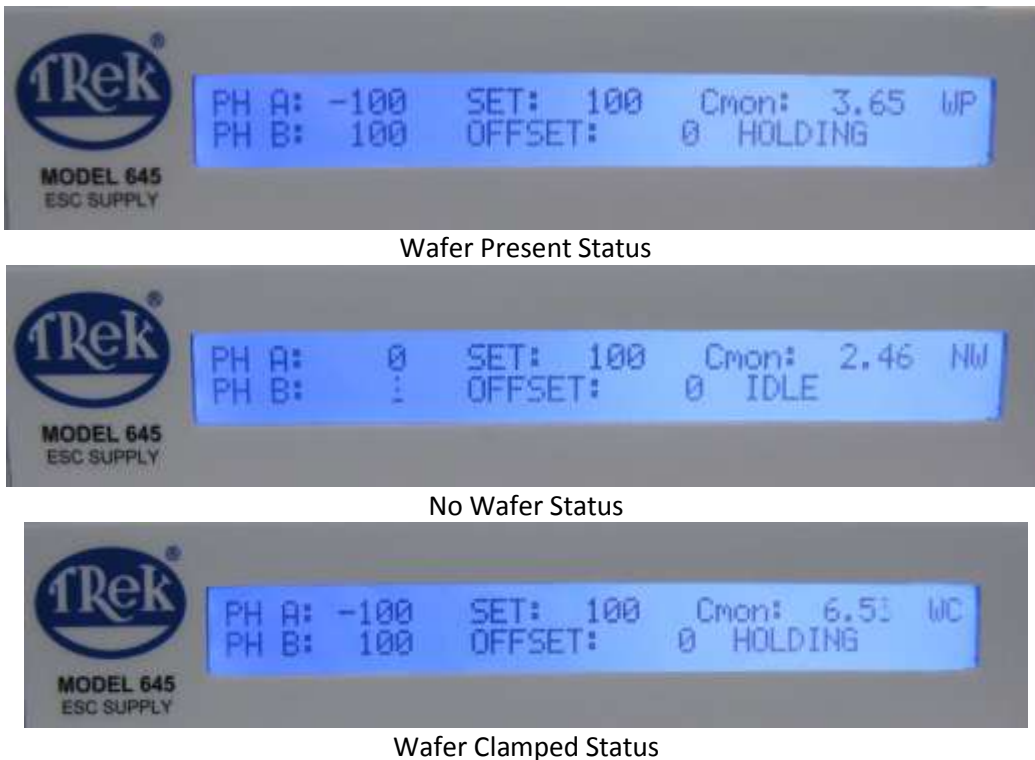 TRek®
MODEL 645
ESC SUPPLY
PH A: -100 SET: 100 Cmon: 3.65 WP
PH B: 100 OFFSET: 0 HOLDING
Wafer Present Status
TRek®
MODEL 645
ESC SUPPLY
PH A: 0 SET: 100 Cmon: 2.46 NW
PH B: OFFSET: 0 IDLE
No Wafer Status
TRek®
MODEL 645
ESC SUPPLY
PH A: -100 SET: 100 Cmon: WC
PH B: 100 OFFSET: 0 HOLDING
Wafer Clamped Status